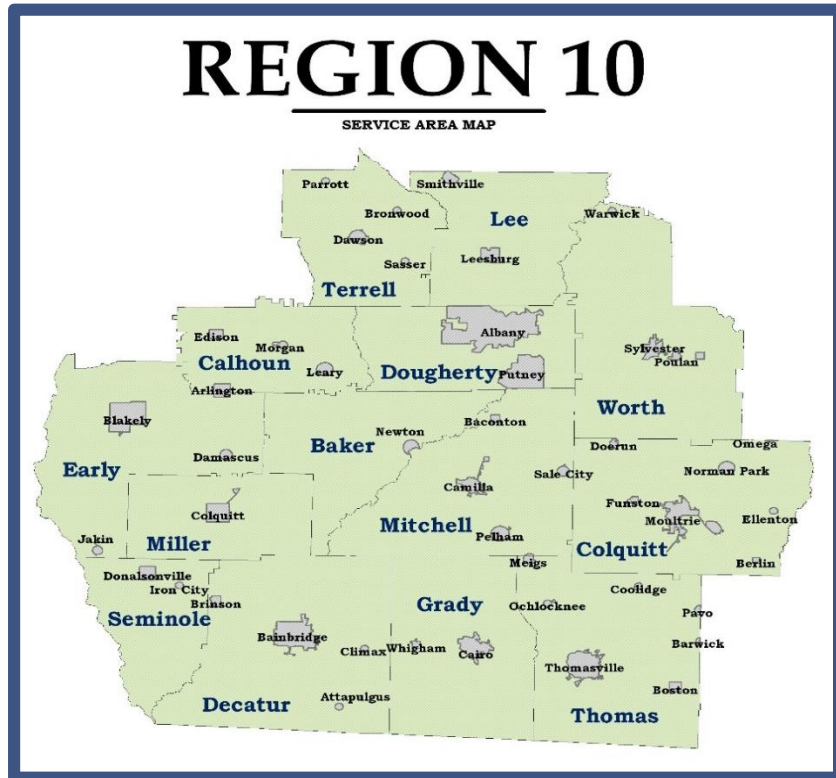 REGION 10
SERVICE AREA MAP
Parrott
Smithville
Bronwood
Lee
Warwick
Dawson
Sasser
Leesburg
Terrell
Edison
Morgan
Albany
Calhoun
Leary
Dougherty
Putney
Sylvester
Poulan
Arlington
Worth
Blakely
Baker
Newton
Baconton
Doerun
Omega
Early
Damascus
Camilla
Sale City
Norman Park
Colquitt
Mitchell
Funston
Moultrie
Ellenton
Jakin
Miller
Pelham
Colquitt
Berlin
Donalsonville
Iron City
Meigs
Seminole
Brinson
Grady
Ochlocknee
Coolidge
Pavo
Bainbridge
Climax
Whigham
Cairo
Barwick
Thomasville
Decatur
Attapulgus
Boston
Thomas